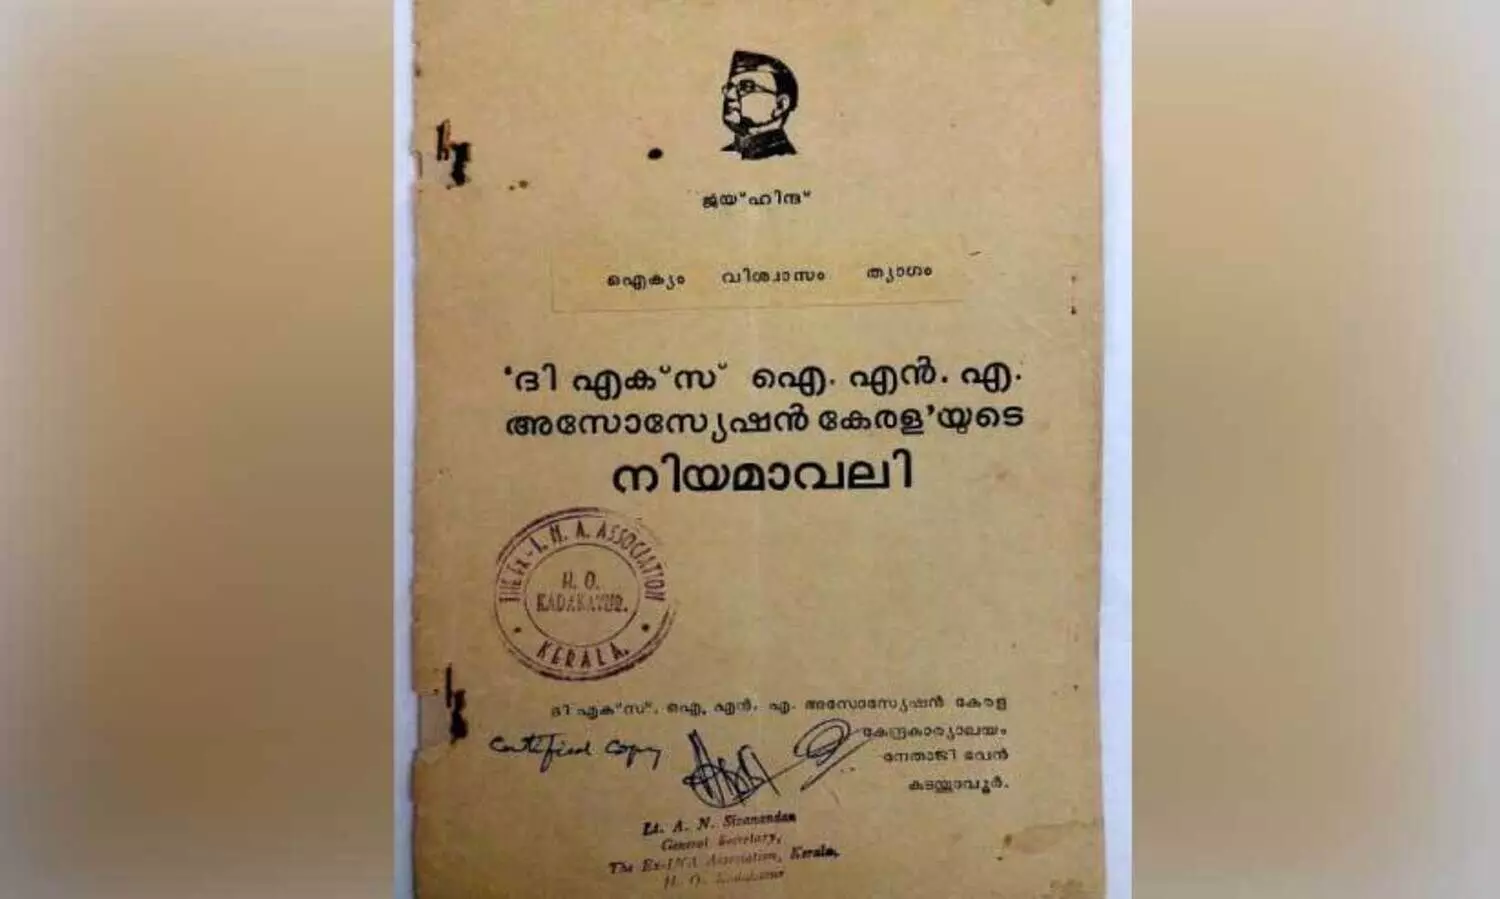 ജയ് ഹിന്ദ്
ഐക്യം വിശ്വാസം ത്യാഗം
‘ദി എക്സ് ഐ. എൻ. എ.
അസോസ്യേഷൻ കേരള’യുടെ
നിയമാവലി
THE EX-I. N. A. ASSOCIATION
H. O.
KADAKAVUR.
KERALA.
ദി എക്സ്. ഐ. എൻ. എ. അസോസ്യേഷൻ കേരള
കേന്ദ്രകാര്യാലയം
Certified Copy
നേതാജി ഭവൻ
കടയ്ക്കാവൂർ.
Lt. A. N. Sivanandan
General Secretary,
The Ex-INA Association, Kerala,
H. O. Kadakavur